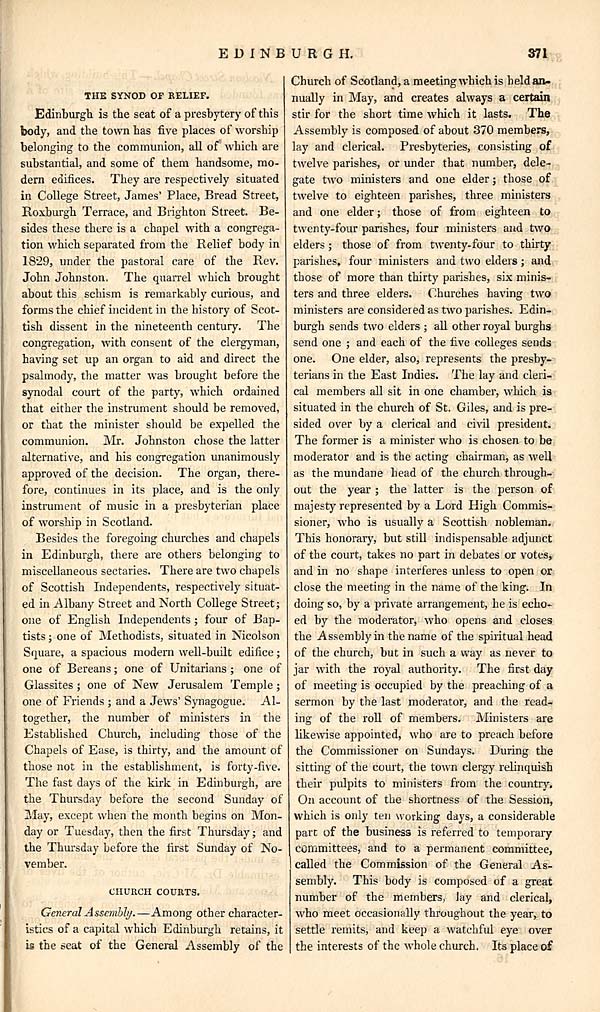 EDINBURGH.
371
THE SYNOD OF RELIEF.
Edinburgh is the seat of a presbytery of this
body, and the town has five places of worship
belonging to the communion, all of which are
substantial, and some of them handsome, mo-
dern edifices. They are respectively situated
in College Street, James' Place, Bread Street,
Roxburgh Terrace, and Brighton Street. Be-
sides these there is a chapel with a congrega-
tion which separated from the Relief body in
1829, under the pastoral care of the Rev.
John Johnston. The quarrel which brought
about this schism is remarkably curious, and
forms the chief incident in the history of Scot-
tish dissent in the nineteenth century. The
congregation, with consent of the clergyman,
having set up an organ to aid and direct the
psalmody, the matter was brought before the
synodal court of the party, which ordained
that either the instrument should be removed,
or that the minister should be expelled the
communion. Mr. Johnston chose the latter
alternative, and his congregation unanimously
approved of the decision. The organ, there-
fore, continues in its place, and is the only
instrument of music in a presbyterian place
of worship in Scotland.
Besides the foregoing churches and chapels
in Edinburgh, there are others belonging to
miscellaneous sectaries. There are two chapels
of Scottish Independents, respectively situat-
ed in Albany Street and North College Street;
one of English Independents; four of Bap-
tists; one of Methodists, situated in Nicolson
Square, a spacious modern well-built edifice;
one of Bereans; one of Unitarians; one of
Glassites; one of New Jerusalem Temple;
one of Friends; and a Jews' Synagogue. Al-
together, the number of ministers in the
Established Church, including those of the
Chapels of Ease, is thirty, and the amount of
those not in the establishment, is forty-five.
The fast days of the kirk in Edinburgh, are
the Thursday before the second Sunday of
May, except when the month begins on Mon-
day or Tuesday, then the first Thursday; and
the Thursday before the first Sunday of No-
vember.
CHURCH COURTS.
General Assembly.—Among other character-
istics of a capital which Edinburgh retains, it
is the seat of the General Assembly of the
Church of Scotland, a meeting which is held an-
nually in May, and creates always a certain
stir for the short time which it lasts. The
Assembly is composed of about 370 members,
lay and clerical. Presbyteries, consisting of
twelve parishes, or under that number, dele-
gate two ministers and one elder; those of
twelve to eighteen parishes, three ministers
and one elder; those of from eighteen to
twenty-four parishes, four ministers and two
elders; those of from twenty-four to thirty
parishes, four ministers and two elders; and
those of more than thirty parishes, six minis-
ters and three elders. Churches having two
ministers are considered as two parishes. Edin-
burgh sends two elders; all other royal burghs
send one; and each of the five colleges sends
one. One elder, also, represents the presby-
terians in the East Indies. The lay and cleri-
cal members all sit in one chamber, which is
situated in the church of St. Giles, and is pre-
sided over by a clerical and civil president.
The former is a minister who is chosen to be
moderator and is the acting chairman, as well
as the mundane head of the church through-
out the year; the latter is the person of
majesty represented by a Lord High Commis-
sioner, who is usually a Scottish nobleman.
This honorary, but still indispensable adjunct
of the court, takes no part in debates or votes,
and in no shape interferes unless to open or
close the meeting in the name of the king. In
doing so, by a private arrangement, he is echo-
ed by the moderator, who opens and closes
the Assembly in the name of the spiritual head
of the church, but in such a way as never to
jar with the royal authority. The first day
of meeting is occupied by the preaching of a
sermon by the last moderator, and the read-
ing of the roll of members. Ministers are
likewise appointed, who are to preach before
the Commissioner on Sundays. During the
sitting of the court, the town clergy relinquish
their pulpits to ministers from the country.
On account of the shortness of the Session,
which is only ten working days, a considerable
part of the business is referred to temporary
committees, and to a permanent committee,
called the Commission of the General As-
sembly. This body is composed of a great
number of the members, lay and clerical,
who meet occasionally throughout the year, to
settle remits, and keep a watchful eye over
the interests of the whole church. Its place of